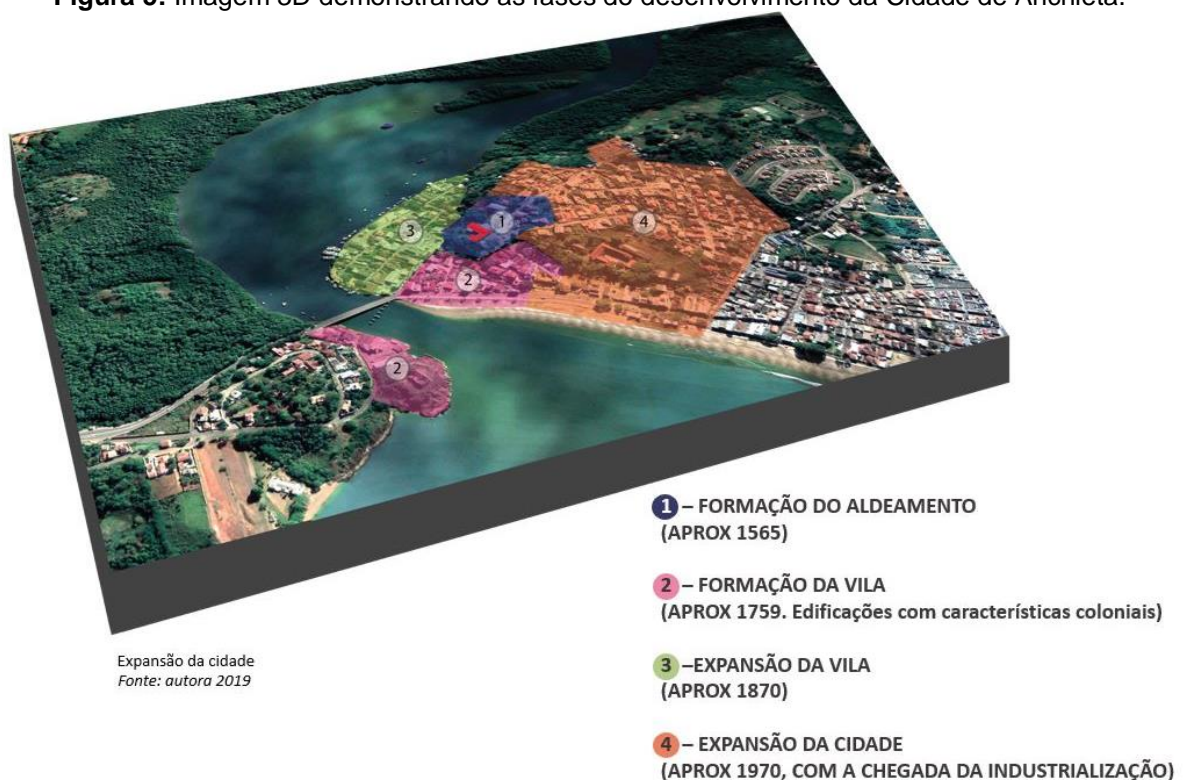 Figura 3: Imagem 3D demonstrando as fases do desenvolvimento da Cidade de Anchieta.
1
2
3
4
2
1 – FORMAÇÃO DO ALDEAMENTO
(APROX 1565)
2 – FORMAÇÃO DA VILA
(APROX 1759. Edificações com características coloniais)
3 –EXPANSÃO DA VILA
(APROX 1870)
4 – EXPANSÃO DA CIDADE
(APROX 1970, COM A CHEGADA DA INDUSTRIALIZAÇÃO)
Expansão da cidade
Fonte: autora 2019